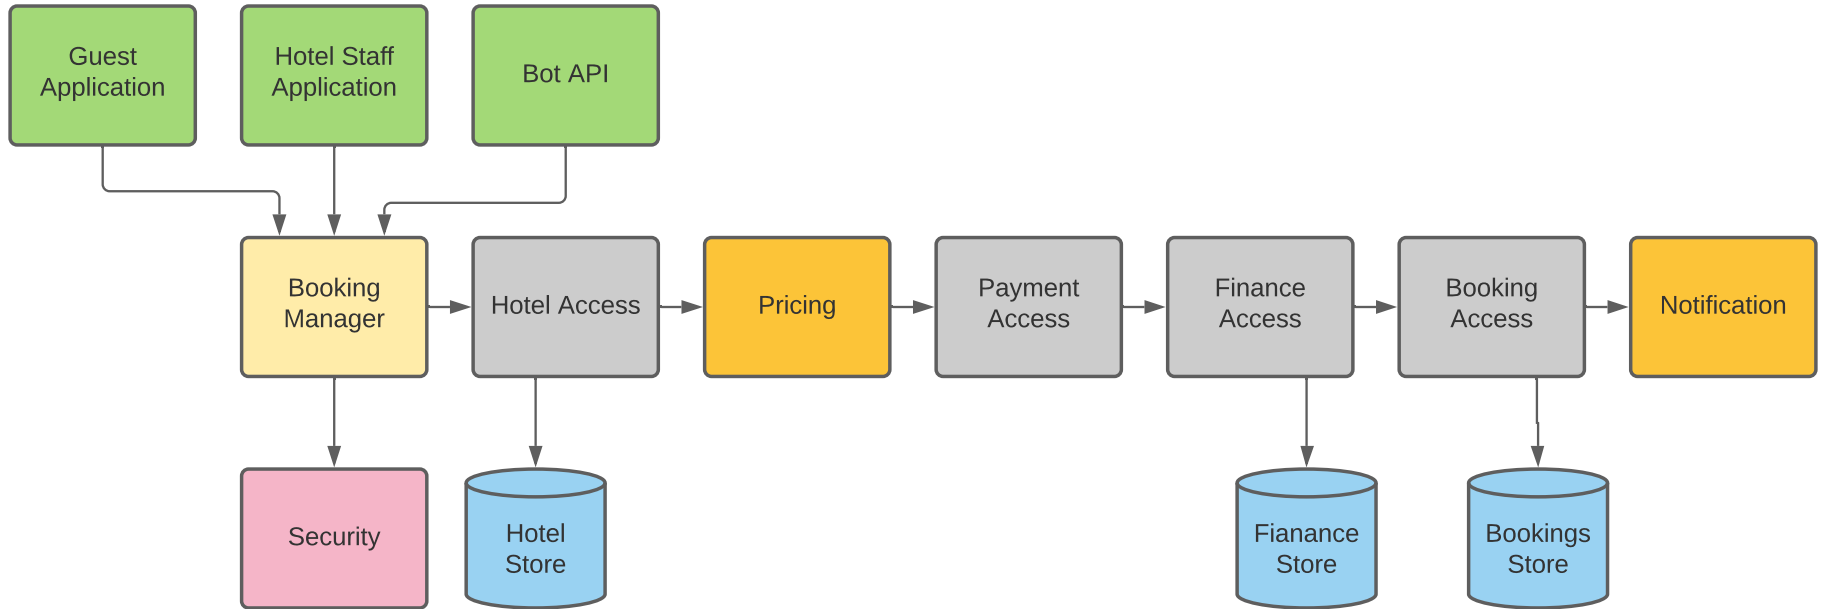 Guest
Application
Hotel Staff
Application
Bot API
Booking
Manager
Hotel Access
Pricing
Payment
Access
Finance
Access
Booking
Access
Notification
Security
Hotel
Store
Fianance
Store
Bookings
Store